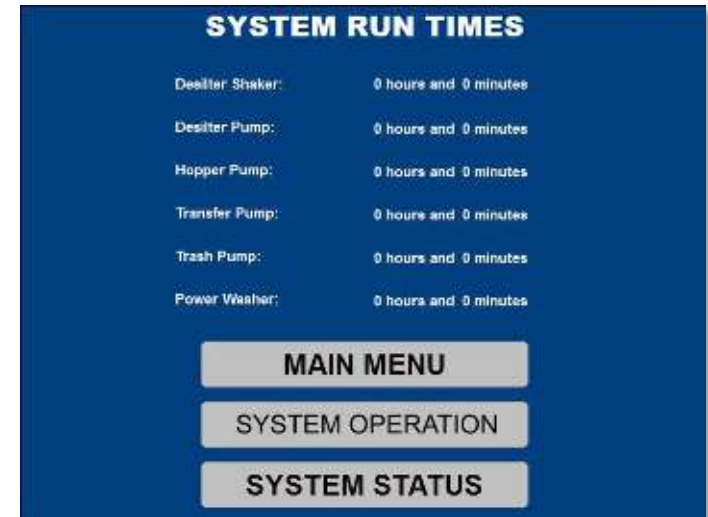 SYSTEM RUN TIMES
Desilter Shaker: 0 hours and 0 minutes
Desilter Pump: 0 hours and 0 minutes
Hopper Pump: 0 hours and 0 minutes
Transfer Pump: 0 hours and 0 minutes
Trash Pump: 0 hours and 0 minutes
Power Washer: 0 hours and 0 minutes
MAIN MENU
SYSTEM OPERATION
SYSTEM STATUS